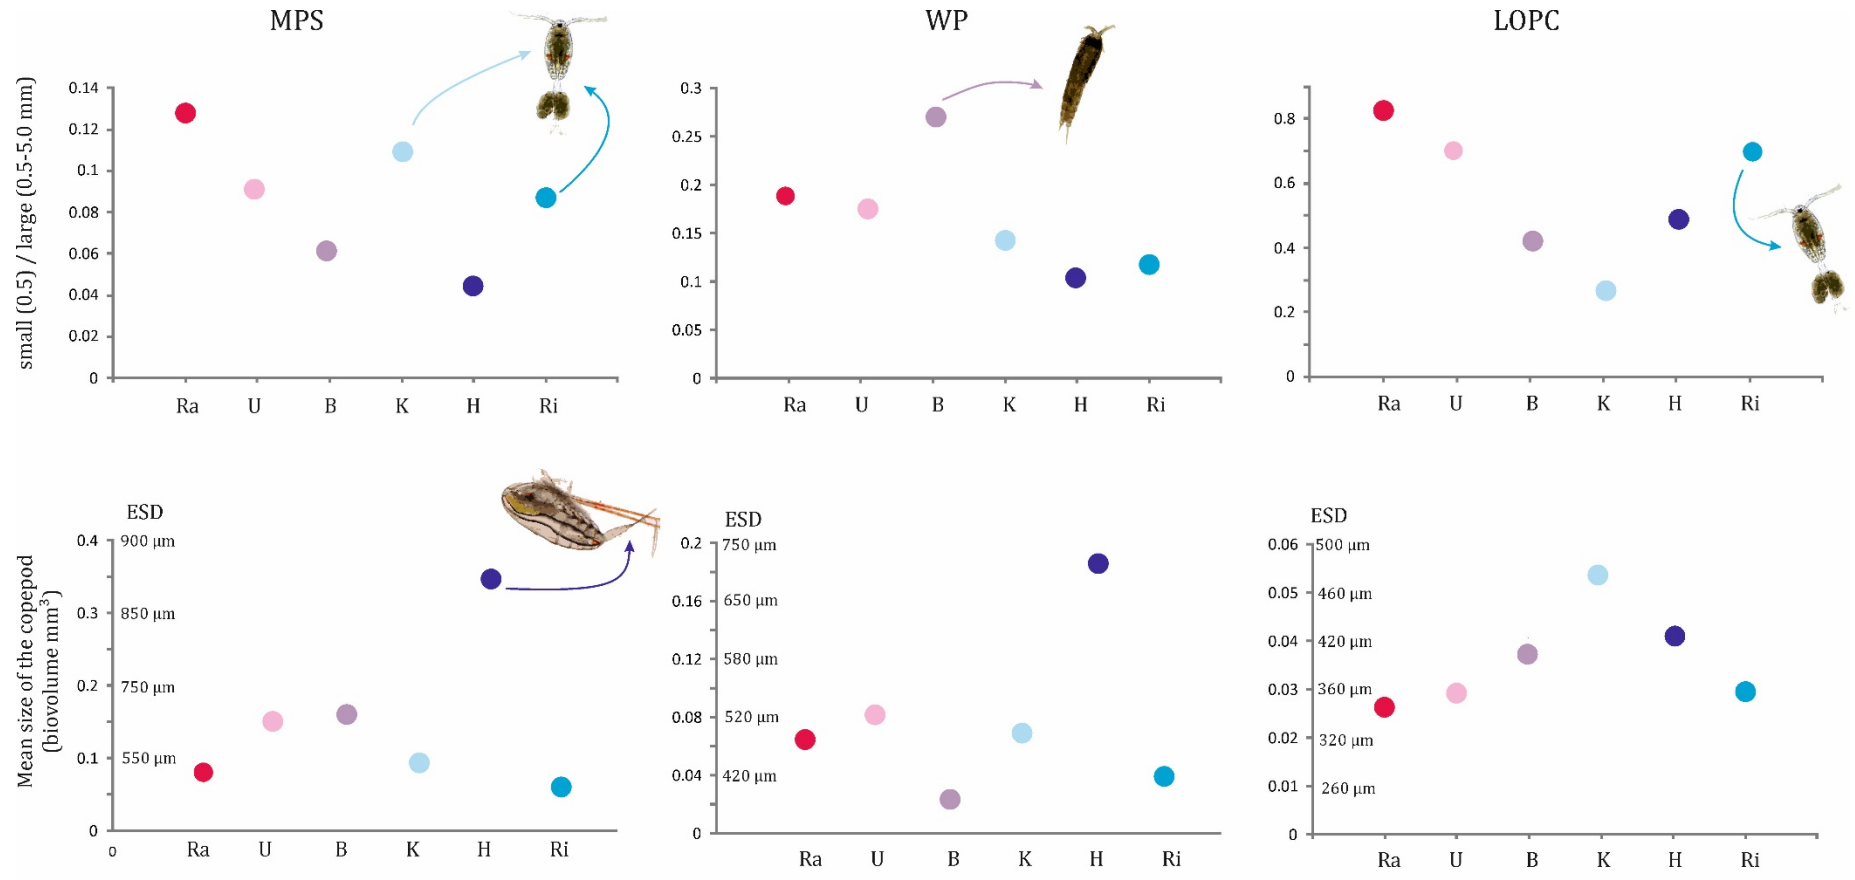 MPS
WP
LOPC
small (0.5) / large (0.5-5.0 mm)
0.14
0.12
0.1
0.08
0.06
0.04
0.02
0
Ra U B K H Ri
0.3
0.25
0.2
0.15
0.1
0.05
0
Ra U B K H Ri
0.8
0.6
0.4
0.2
0
Ra U B K H Ri
Mean size of the copepod
(biovolume mm³)
ESD
0.4 900 µm
0.3 850 µm
0.2 750 µm
0.1 550 µm
0
0 Ra U B K H Ri
ESD
0.2 750 µm
0.16 650 µm
0.12 580 µm
0.08 520 µm
0.04 420 µm
0
Ra U B K H Ri
ESD
0.06 500 µm
0.05 460 µm
0.04 420 µm
0.03 360 µm
0.02 320 µm
0.01 260 µm
0
Ra U B K H Ri